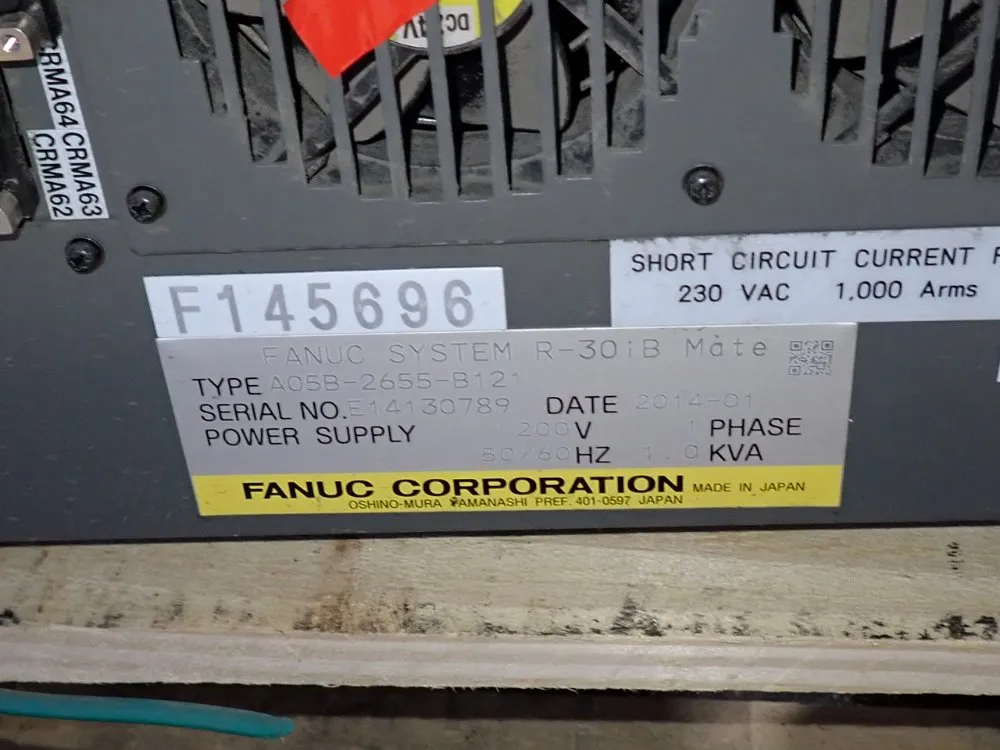 DC24V
CRMA64
CRMA63
CRMA62
F145696
SHORT CIRCUIT CURRENT
230 VAC 1,000 Arms
FANUC SYSTEM R-30iB Mate
TYPE A05B-2655-B121
SERIAL NO. E14130789 DATE 2014-01
POWER SUPPLY 200V 1 PHASE
50/60HZ 1.0 KVA
FANUC CORPORATION MADE IN JAPAN
OSHINO-MURA YAMANASHI PREF. 401-0597 JAPAN